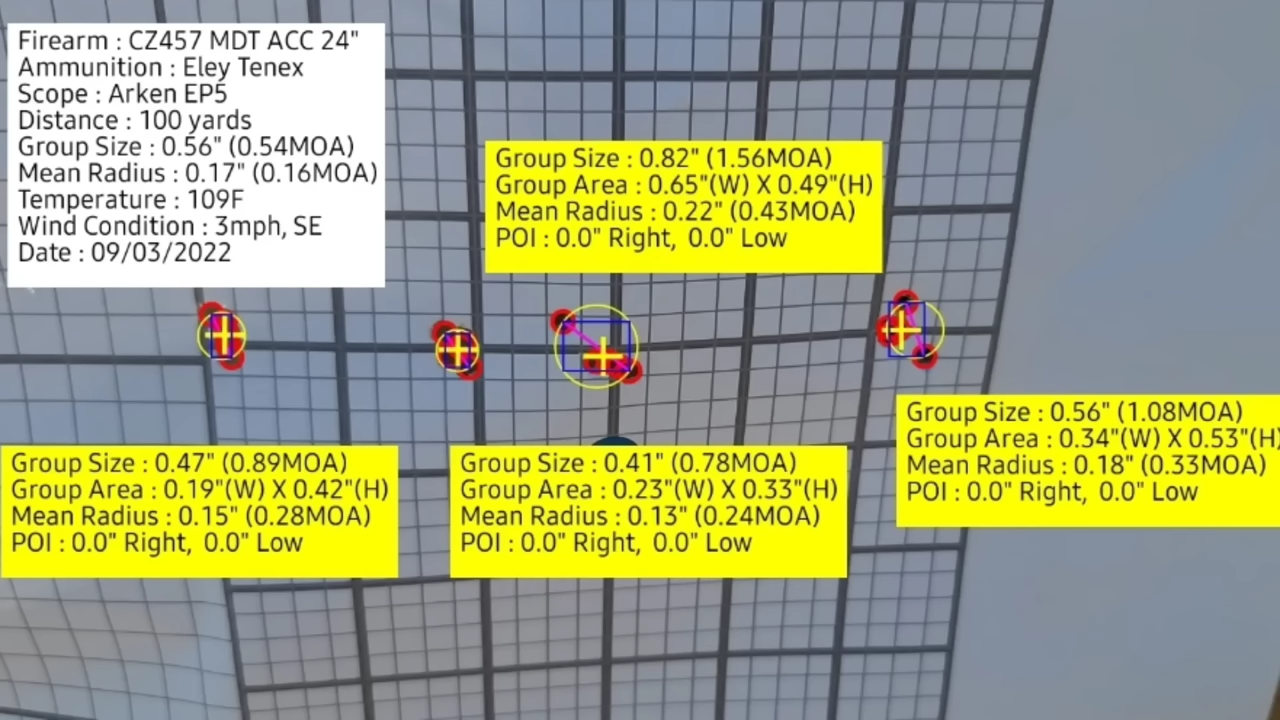 Firearm : CZ457 MDT ACC 24"
Ammunition : Eley Tenex
Scope : Arken EP5
Distance : 100 yards
Group Size : 0.56" (0.54MOA)
Mean Radius : 0.17" (0.16MOA)
Temperature : 109F
Wind Condition : 3mph, SE
Date : 09/03/2022
Group Size : 0.82" (1.56MOA)
Group Area : 0.65"(W) X 0.49"(H)
Mean Radius : 0.22" (0.43MOA)
POI : 0.0" Right, 0.0" Low
Group Size : 0.47" (0.89MOA)
Group Area : 0.19"(W) X 0.42"(H)
Mean Radius : 0.15" (0.28MOA)
POI : 0.0" Right, 0.0" Low
Group Size : 0.41" (0.78MOA)
Group Area : 0.23"(W) X 0.33"(H)
Mean Radius : 0.13" (0.24MOA)
POI : 0.0" Right, 0.0" Low
Group Size : 0.56" (1.08MOA)
Group Area : 0.34"(W) X 0.53"(H)
Mean Radius : 0.18" (0.33MOA)
POI : 0.0" Right, 0.0" Low